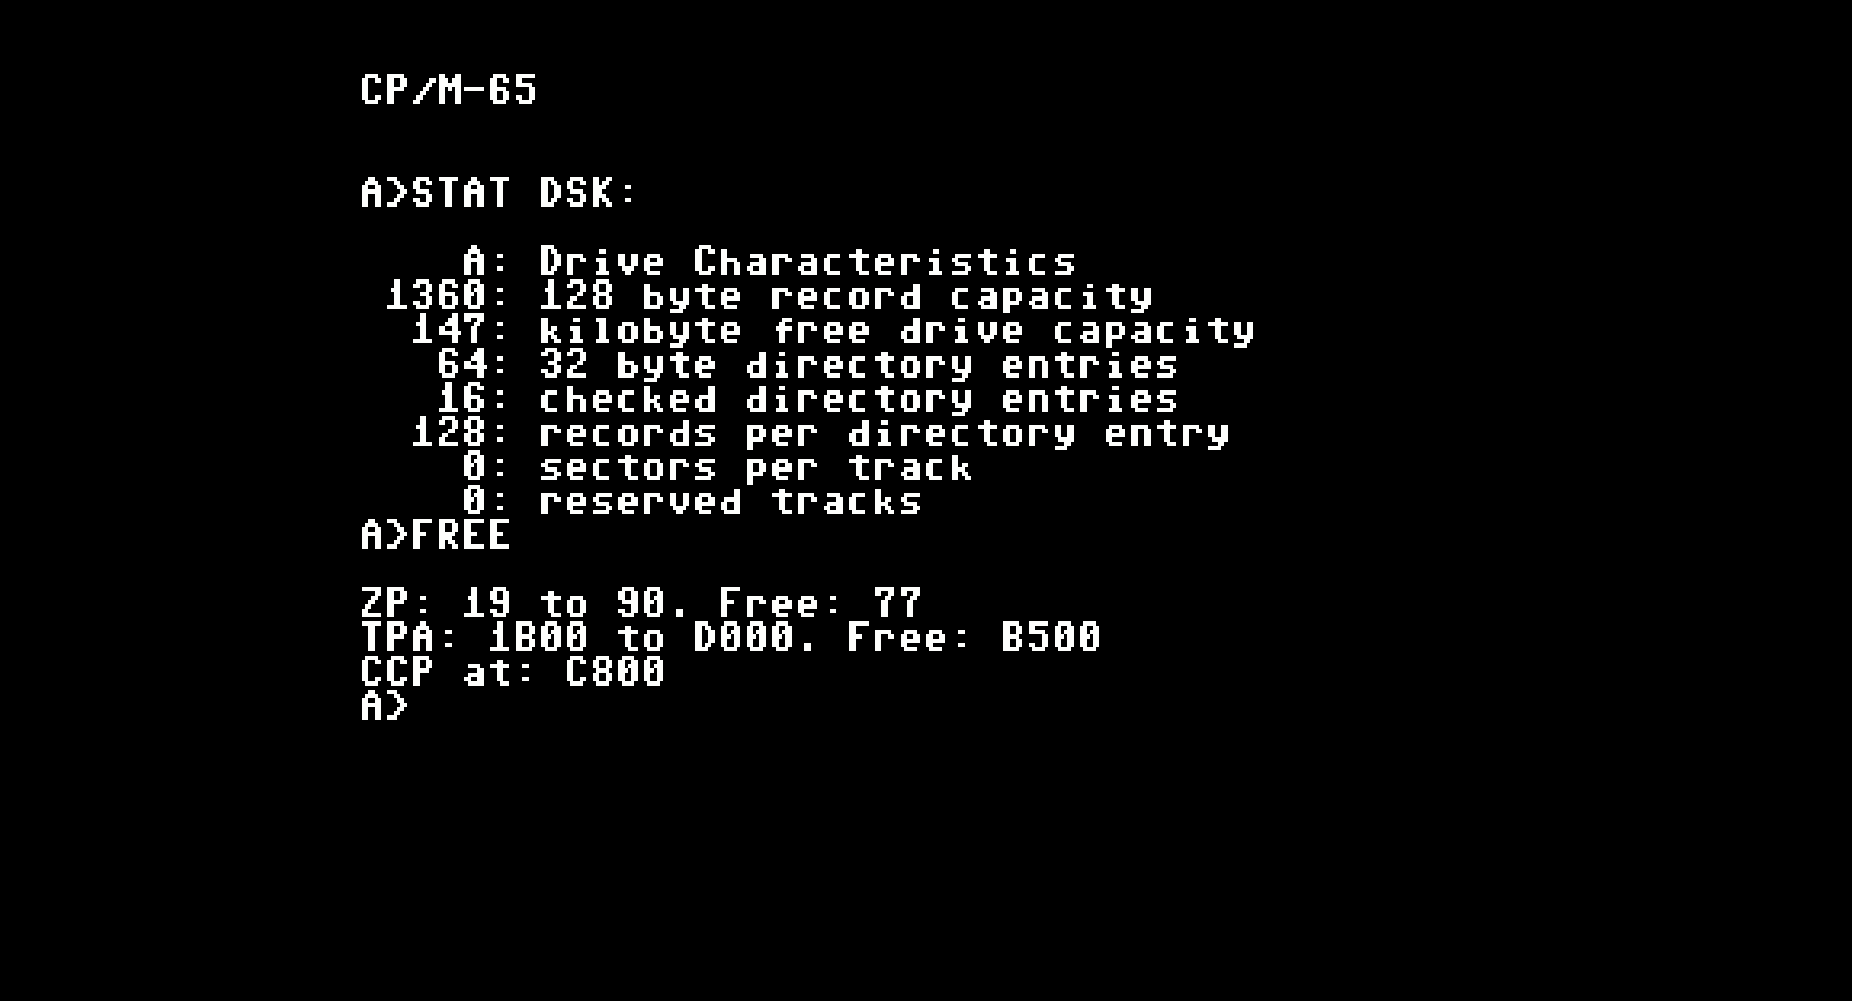 CP/M-65
A>STAT DSK:
A: Drive Characteristics
1360: 128 byte record capacity
147: kilobyte free drive capacity
64: 32 byte directory entries
16: checked directory entries
128: records per directory entry
0: sectors per track
0: reserved tracks
A>FREE
ZP: 19 to 90. Free: 77
TPA: 1B00 to D000. Free: B500
CCP at: C800
A>